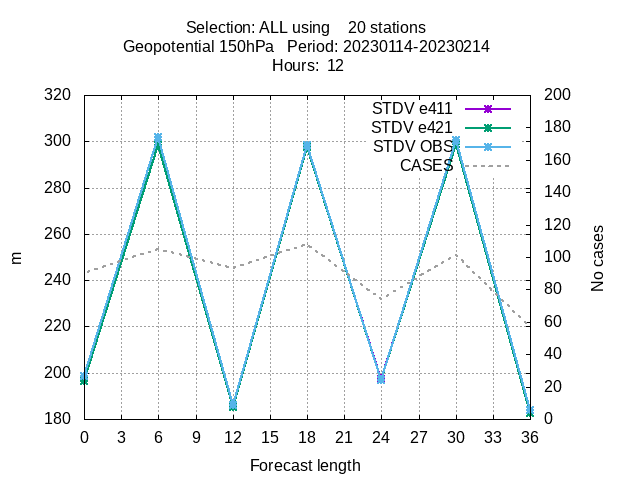 Selection: ALL using    20 stations
Geopotential 150hPa   Period: 20230114-20230214
Hours: 12
320
300
280
260
240
220
200
180
m
200
180
160
140
120
100
80
60
40
20
0
No cases
STDV e411
STDV e421
STDV OBS
CASES
0 3 6 9 12 15 18 21 24 27 30 33 36
Forecast length